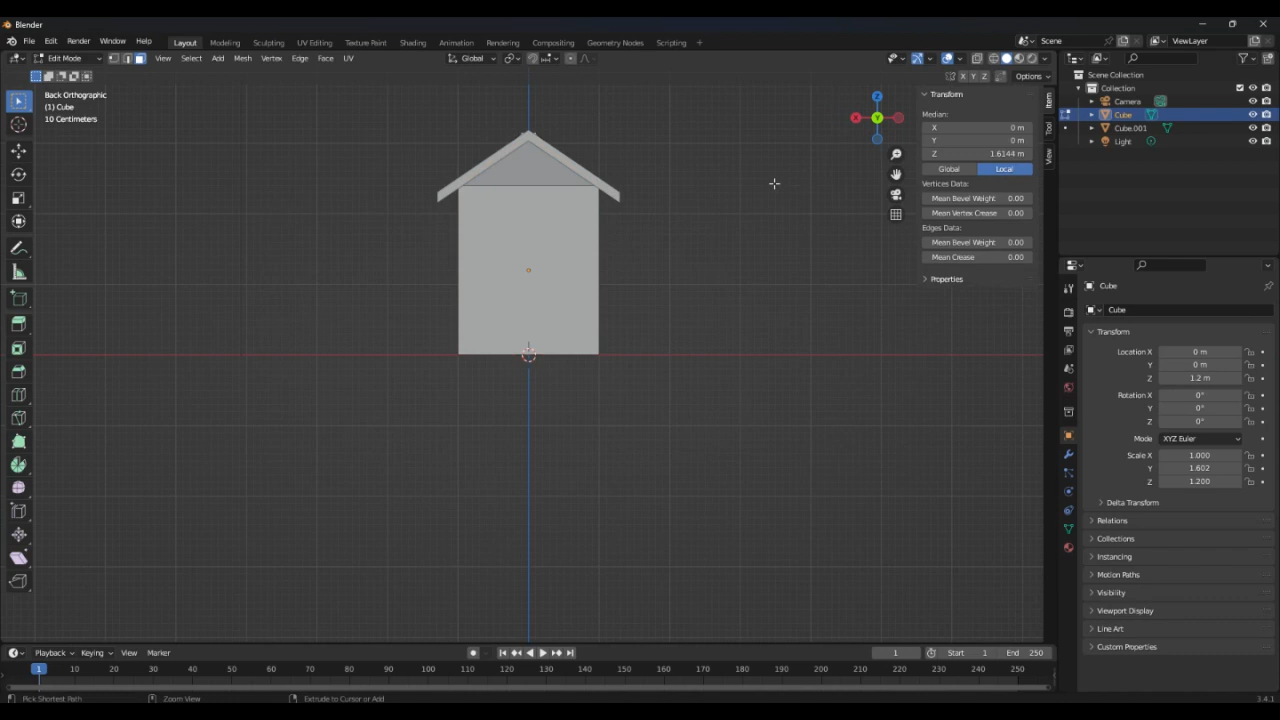 Blender
File Edit Render Window Help Layout Modeling Sculpting UV Editing Texture Paint Shading Animation Rendering Compositing Geometry Nodes Scripting + Scene ViewLayer
Edit Mode View Select Add Mesh Vertex Edge Face UV Global
X Y Z Options
Back Orthographic
(1) Cube
10 Centimeters
Z
X Y
Transform
Median:
X 0 m
Y 0 m
Z 1.6144 m
Global Local
Vertices Data:
Mean Bevel Weight 0.00
Mean Vertex Crease 0.00
Edges Data:
Mean Bevel Weight 0.00
Mean Crease 0.00
Properties
Item
Tool
View
Scene Collection
Collection
Camera
Cube
Cube.001
Light
Cube
Cube
Transform
Location X 0 m
Y 0 m
Z 1.2 m
Rotation X 0°
Y 0°
Z 0°
Mode XYZ Euler
Scale X 1.000
Y 1.602
Z 1.200
Delta Transform
Relations
Collections
Instancing
Motion Paths
Visibility
Viewport Display
Line Art
Custom Properties
Playback Keying View Marker 1 Start 1 End 250
1 10 20 30 40 50 60 70 80 90 100 110 120 130 140 150 160 170 180 190 200 210 220 230 240 250
Pick Shortest Path Zoom View Extrude to Cursor or Add 3.4.1